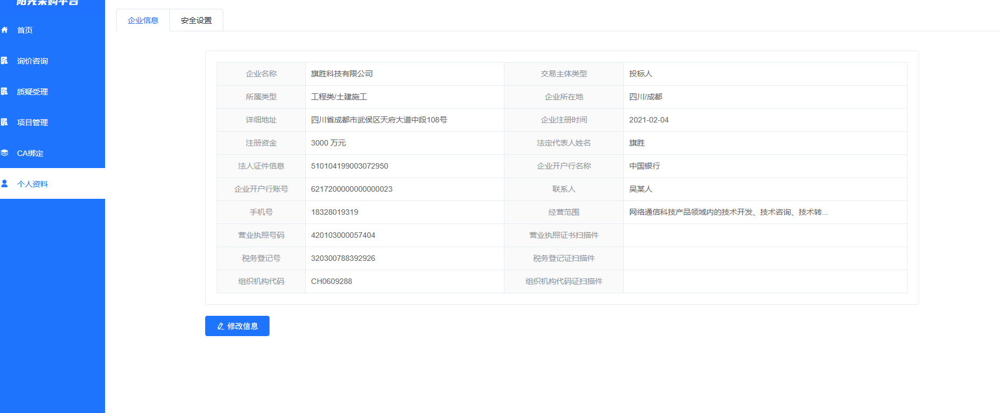 阳光采购平台
企业信息 安全设置
首页
询价咨询
质疑受理
项目管理
CA绑定
个人资料
企业名称 旗胜科技有限公司 交易主体类型 投标人
所属类型 工程类/土建施工 企业所在地 四川/成都
详细地址 四川省成都市武侯区天府大道中段108号 企业注册时间 2021-02-04
注册资金 3000 万元 法定代表人姓名 旗胜
法人证件信息 510104199003072950 企业开户行名称 中国银行
企业开户行账号 6217200000000000023 联系人 吴某人
手机号 18328019319 经营范围 网络通信科技产品领域内的技术开发、技术咨询、技术转...
营业执照号码 420103000057404 营业执照证书扫描件
税务登记号 320300788392926 税务登记证扫描件
组织机构代码 CH0609288 组织机构代码证扫描件
修改信息